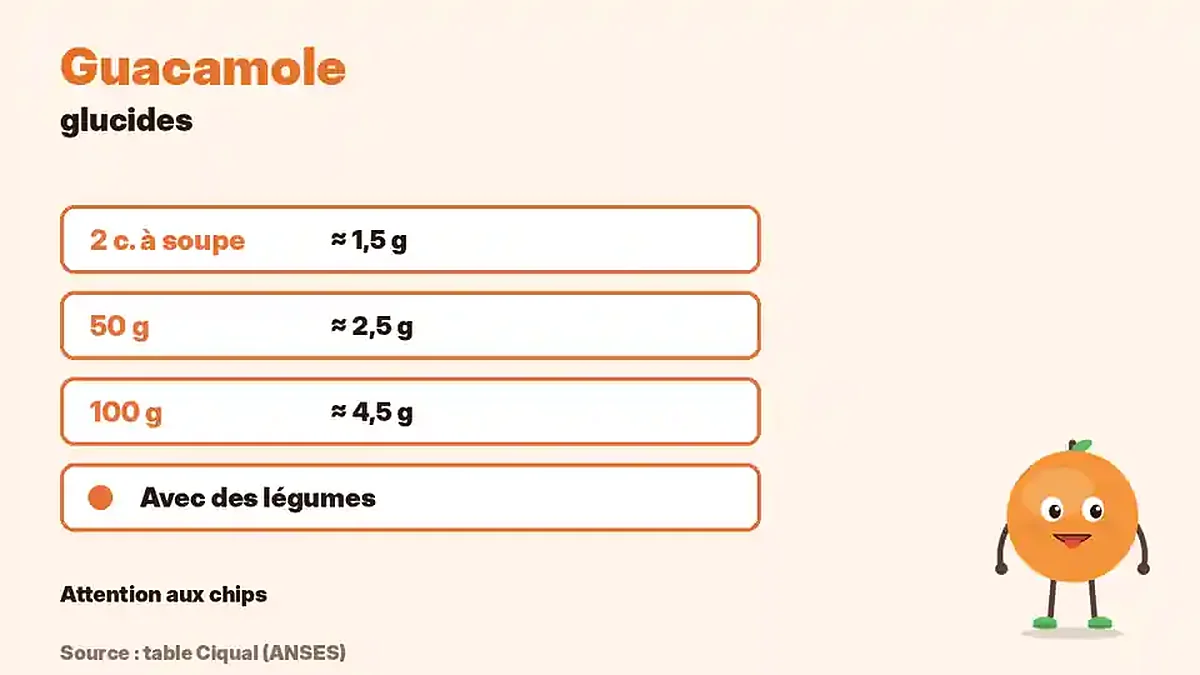 Guacamole
glucides
2 c. à soupe ≈ 1,5 g
50 g ≈ 2,5 g
100 g ≈ 4,5 g
Avec des légumes
Attention aux chips
Source : table Ciqual (ANSES)